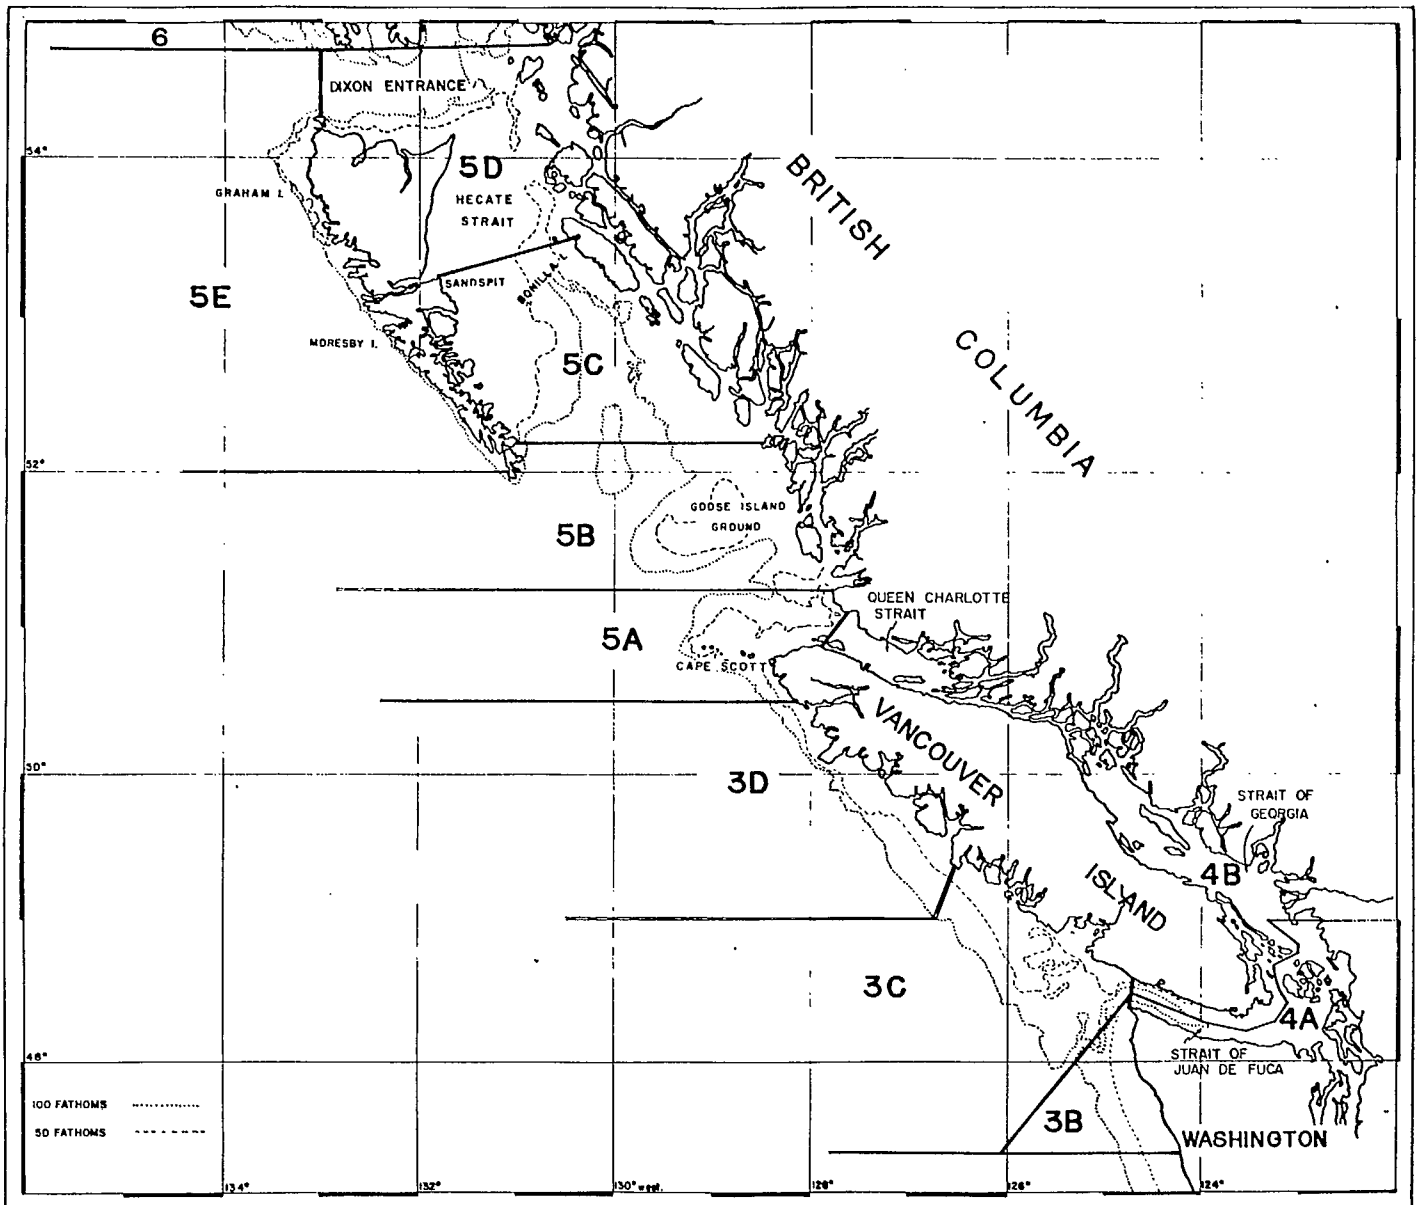 6
DIXON ENTRANCE
54°
5D
BRITISH
GRAHAM I.
HECATE
STRAIT
SANDSPIT
BONILLA I.
5E
MORESBY I.
5C
COLUMBIA
52°
GOOSE ISLAND
GROUND
5B
QUEEN CHARLOTTE
STRAIT
5A
CAPE SCOTT
VANCOUVER
50°
3D
STRAIT OF
GEORGIA
4B
ISLAND
3C
4A
48°
STRAIT OF
JUAN DE FUCA
100 FATHOMS
50 FATHOMS
3B
WASHINGTON
134°
132°
130° west.
128°
126°
124°